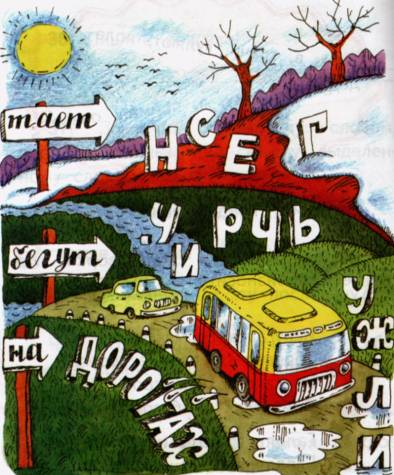 тает
Н С Е Г
У И Р Ч Ь
бегут
на ДОРОГАХ
У
Ж
Л
И